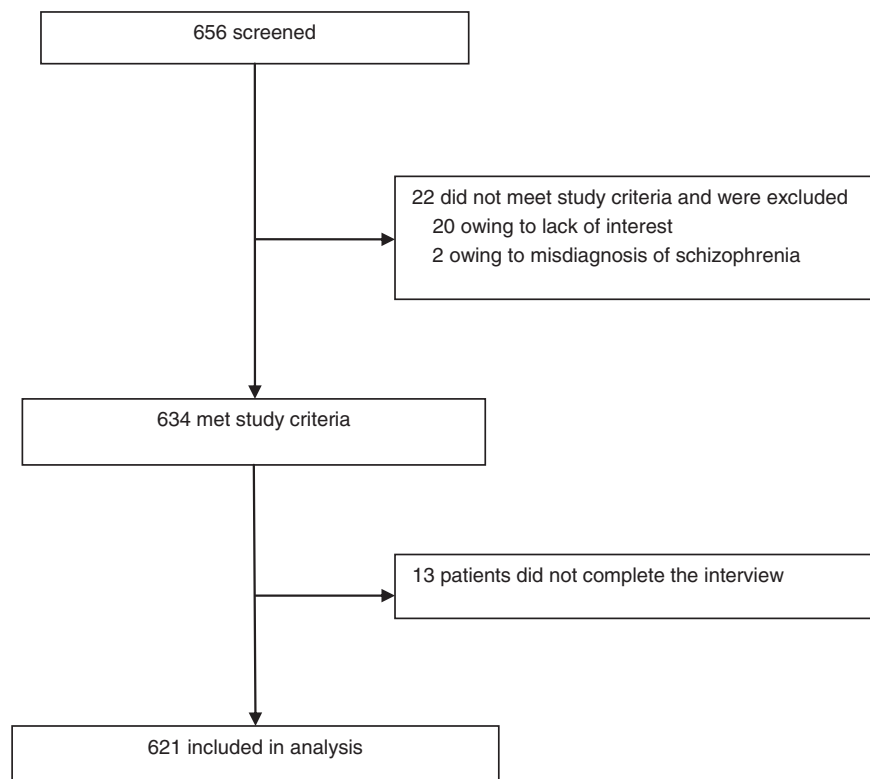 656 screened
22 did not meet study criteria and were excluded
20 owing to lack of interest
2 owing to misdiagnosis of schizophrenia
634 met study criteria
13 patients did not complete the interview
621 included in analysis